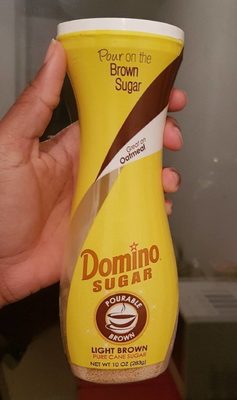 Pour on the
Brown
Sugar
Great on
Oatmeal
Domino
SUGAR
POURABLE
BROWN
LIGHT BROWN
PURE CANE SUGAR
NET WT 10 OZ (283g)